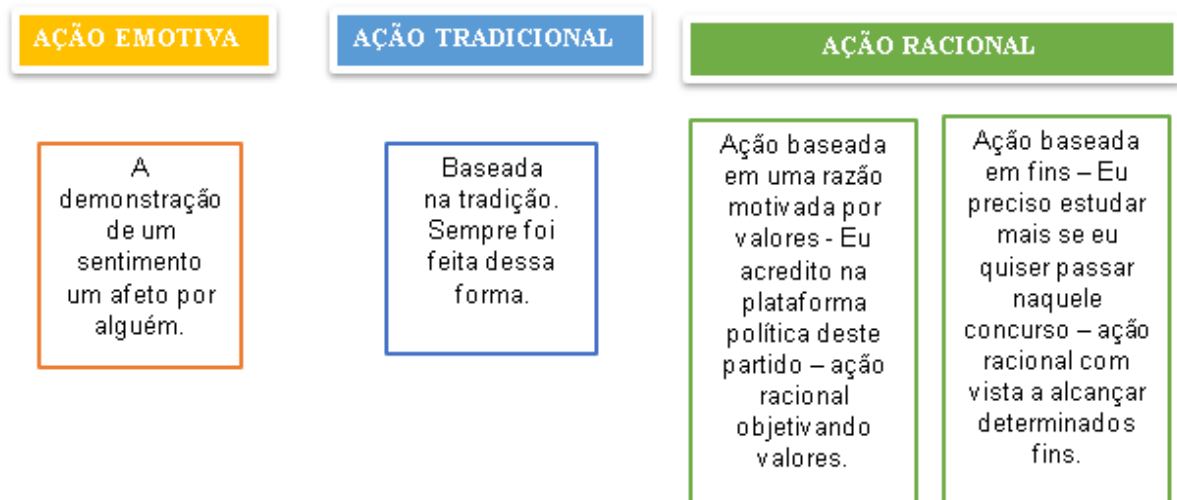 AÇÃO EMOTIVA
AÇÃO TRADICIONAL
AÇÃO RACIONAL
A
demonstração
de um
sentimento
um afeto por
alguém.
Baseada
na tradição.
Sempre foi
feita dessa
forma.
Ação baseada
em uma razão
motivada por
valores - Eu
acredito na
plataforma
política deste
partido – ação
racional
objetivando
valores.
Ação baseada
em fins – Eu
preciso estudar
mais se eu
quiser passar
naquele
concurso – ação
racional com
vista a alcançar
determinados
fins.